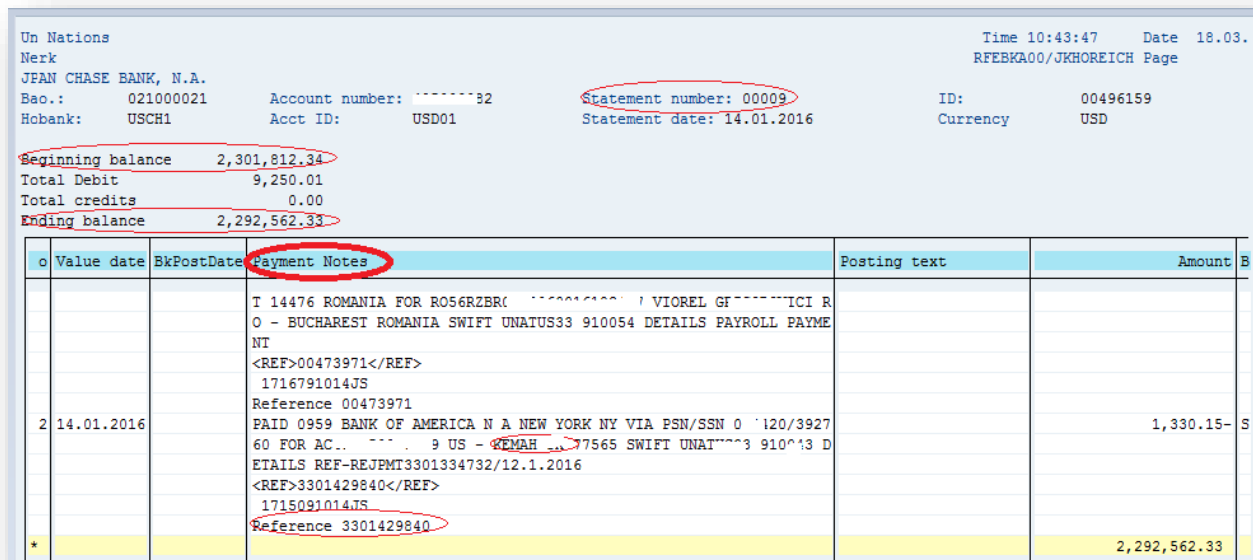 Un Nations Time 10:43:47 Date 18.03.
Nerk RFEBKA00/JKHOREICH Page
JPAN CHASE BANK, N.A.
Bao.: 021000021 Account number: 82 Statement number: 00009 ID: 00496159
Hobank: USCH1 Acct ID: USD01 Statement date: 14.01.2016 Currency USD
Beginning balance 2,301,812.34
Total Debit 9,250.01
Total credits 0.00
Ending balance 2,292,562.33
o Value date BkPostDate Payment Notes Posting text Amount B
T 14476 ROMANIA FOR VIOREL R
O - BUCHAREST ROMANIA SWIFT UNATUS33 910054 DETAILS PAYROLL PAYME
NT
<REF>00473971</REF>
1716791014JS
Reference 00473971
2 14.01.2016 PAID 0959 BANK OF AMERICA N A NEW YORK NY VIA PSN/SSN 0 120/3927 1,330.15- S
60 FOR 9 US - KEMAH 77565 SWIFT D
ETAILS REF-REJPMT3301334732/12.1.2016
<REF>3301429840</REF>
1715091014JS
Reference 3301429840
* 2,292,562.33